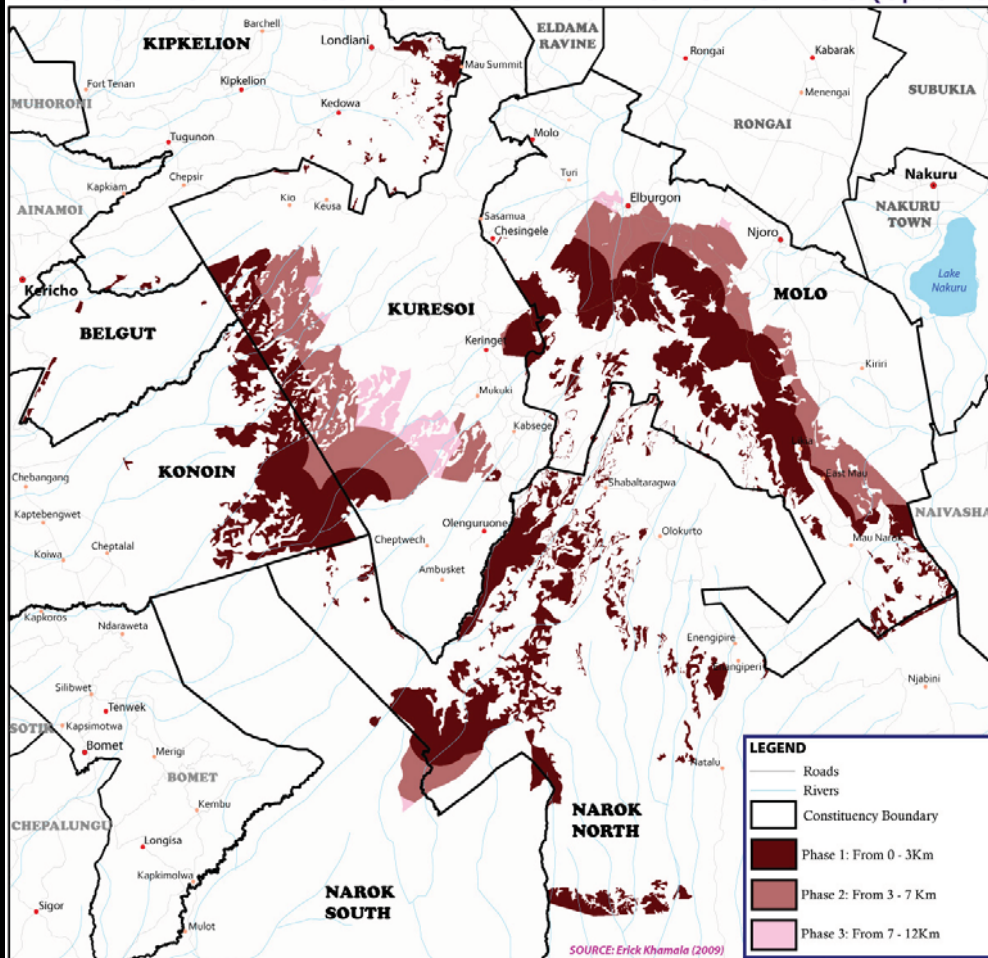 Barchell
ELDAMA
RAVINE
KIPKELION
Londiani
Rongai
Kabarak
Mau Summit
Fort Tenan
Kipkelion
Menengai
SUBUKIA
MUHORONI
Kedowa
RONGAI
Tugunon
Molo
Turi
Nakuru
Chepsir
Kapkiam
Elburgon
NAKURU
TOWN
Kio
Keusa
AINAMOI
Sasamua
Chesingele
Njoro
Kericho
Lake
Nakuru
MOLO
KURESOI
BELGUT
Keringet
Kiriri
Mukuki
Kabsege
KONOIN
East Mau
Chebangang
Shabaltaragwa
Kaptebengwet
NAIVASHA
Olenguruone
Olokurto
Mau Narok
Koiwa
Cheptalal
Cheptwech
Ambusket
Kapkoros
Ndaraweta
Enengipire
Silibwet
Njabini
Tenwek
SOTIK
Kapsimotwa
Bomet
Merigi
Natalu
BOMET
Kembu
CHEPALUNGU
NAROK
NORTH
Longisa
Kapkimolwa
NAROK
SOUTH
Sigor
Mulot
LEGEND
Roads
Rivers
Constituency Boundary
Phase 1: From 0 - 3Km
Phase 2: From 3 - 7 Km
Phase 3: From 7 - 12Km
SOURCE: Erick Khamala (2009)